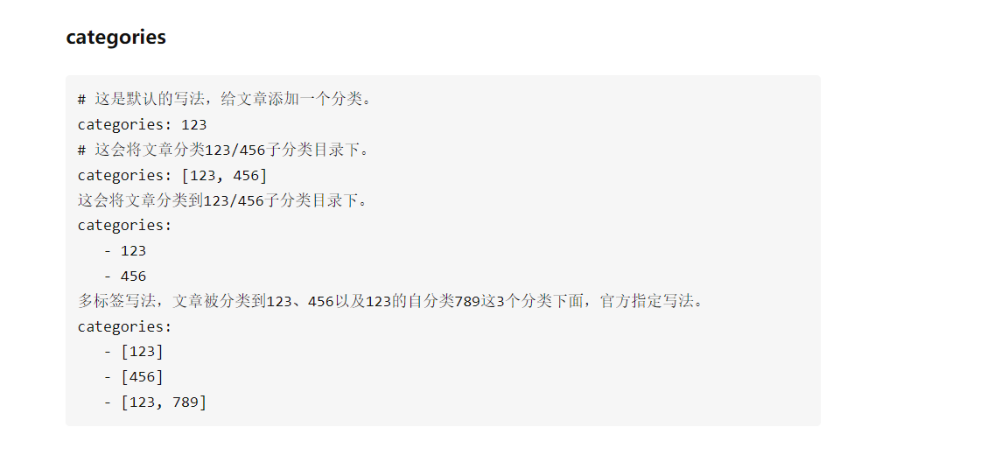 categories
# 这是默认的写法，给文章添加一个分类。
categories: 123
# 这会将文章分类123/456子分类目录下。
categories: [123, 456]
这会将文章分类到123/456子分类目录下。
categories:
- 123
- 456
多标签写法，文章被分类到123、456以及123的自分类789这3个分类下面，官方指定写法。
categories:
- [123]
- [456]
- [123, 789]